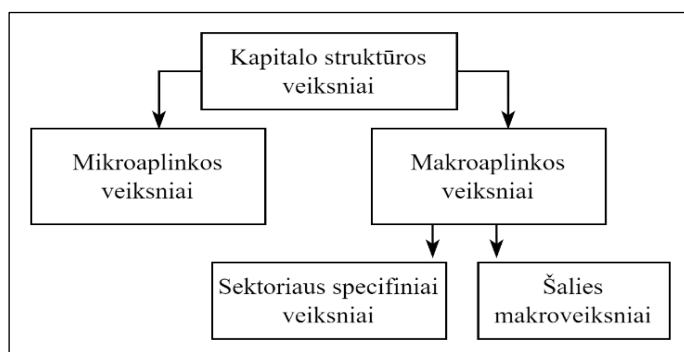 Kapitalo struktūros
veiksniai
Mikroaplinkos
veiksniai
Makroaplinkos
veiksniai
Sektoriaus specifiniai
veiksniai
Šalies
makroveiksniai